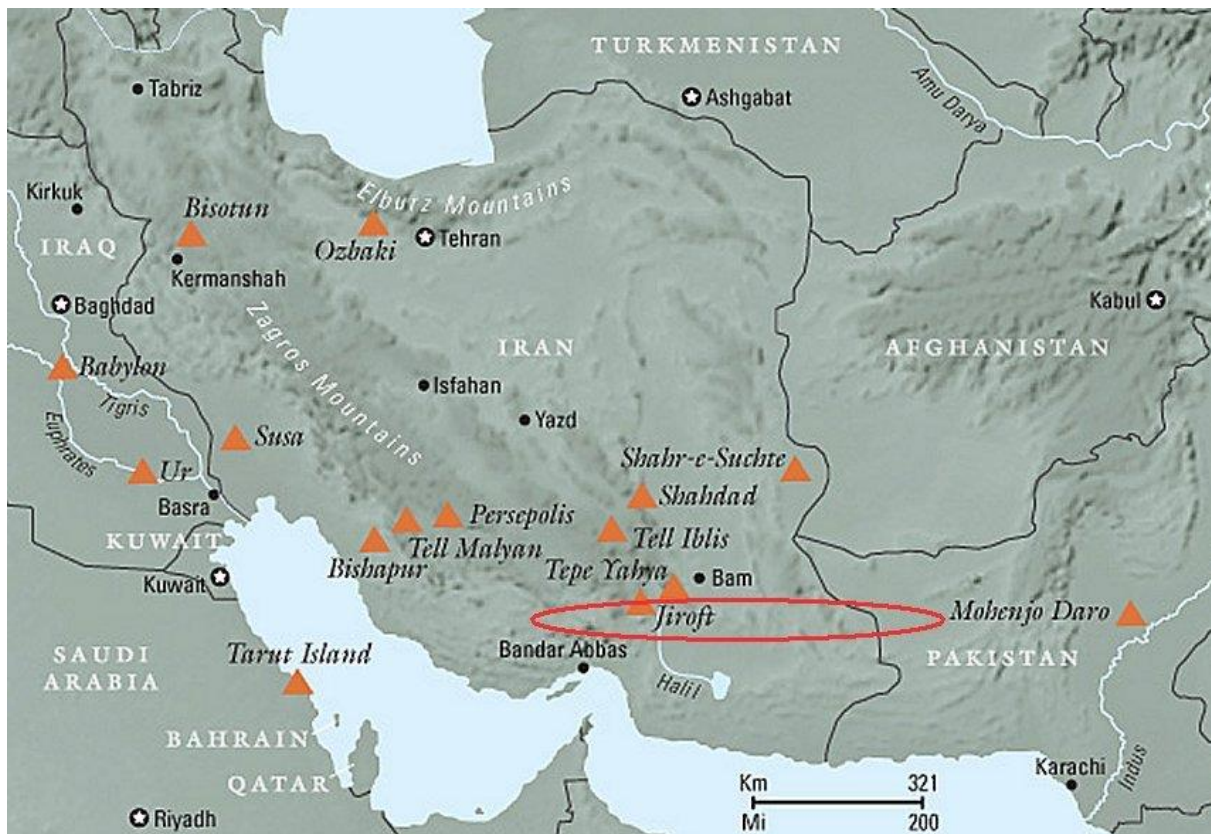 TURKMENISTAN
Tabriz
Ashgabat
Amu Darya
Elburz Mountains
Kirkuk
Bisotun
Ozbaki
Tehran
IRAQ
Kermanshah
Baghdad
Kabul
Zagros Mountains
IRAN
AFGHANISTAN
Babylon
Isfahan
Tigris
Yazd
Euphrates
Susa
Shahr-e-Suchte
Ur
Shahdad
Basra
Persepolis
Tell Iblis
KUWAIT
Tell Malyan
Bishapur
Tepe Yahya
Bam
Kuwait
Jiroft
Mohenjo Daro
SAUDI
ARABIA
Tarut Island
Bandar Abbas
PAKISTAN
Halil
BAHRAIN
QATAR
Karachi
Indus
Km 321
Mi 200
Riyadh